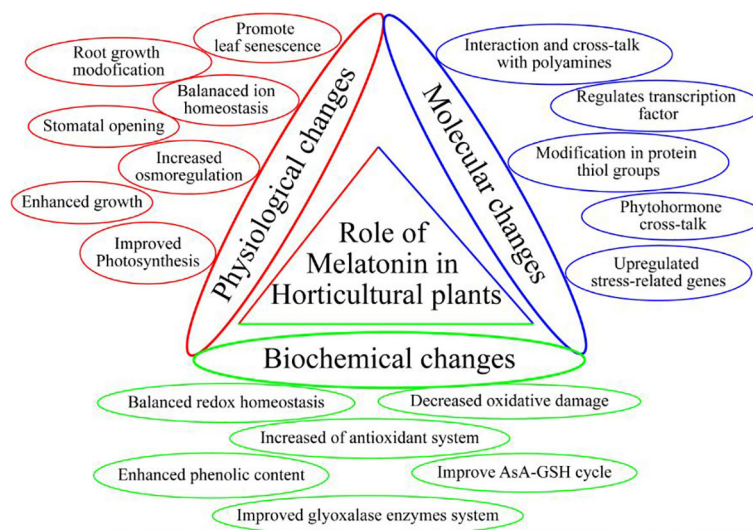 Promote
leaf senescence
Root growth
modofication
Balanaced ion
homeostasis
Stomatal opening
Increased
osmoregulation
Enhanced growth
Improved
Photosynthesis
Physiological changes
Interaction and cross-talk
with polyamines
Regulates transcription
factor
Modification in protein
thiol groups
Phytohormone
cross-talk
Upregulated
stress-related genes
Molecular changes
Role of
Melatonin in
Horticultural plants
Biochemical changes
Balanced redox homeostasis
Decreased oxidative damage
Increased of antioxidant system
Enhanced phenolic content
Improve AsA-GSH cycle
Improved glyoxalase enzymes system